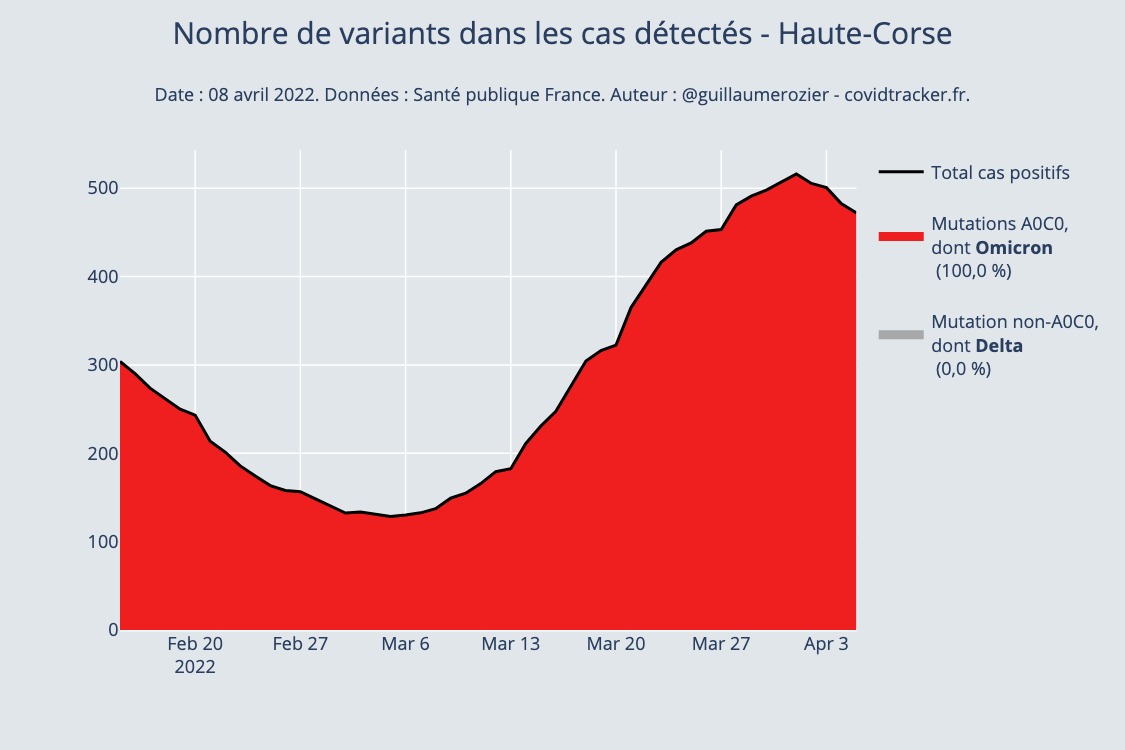 Nombre de variants dans les cas détectés - Haute-Corse
Date : 08 avril 2022. Données : Santé publique France. Auteur : @guillaumerozier - covidtracker.fr.
500
400
300
200
100
0
Feb 20
2022
Feb 27
Mar 6
Mar 13
Mar 20
Mar 27
Apr 3
Total cas positifs
Mutations A0C0,
dont Omicron
(100,0 %)
Mutation non-A0C0,
dont Delta
(0,0 %)